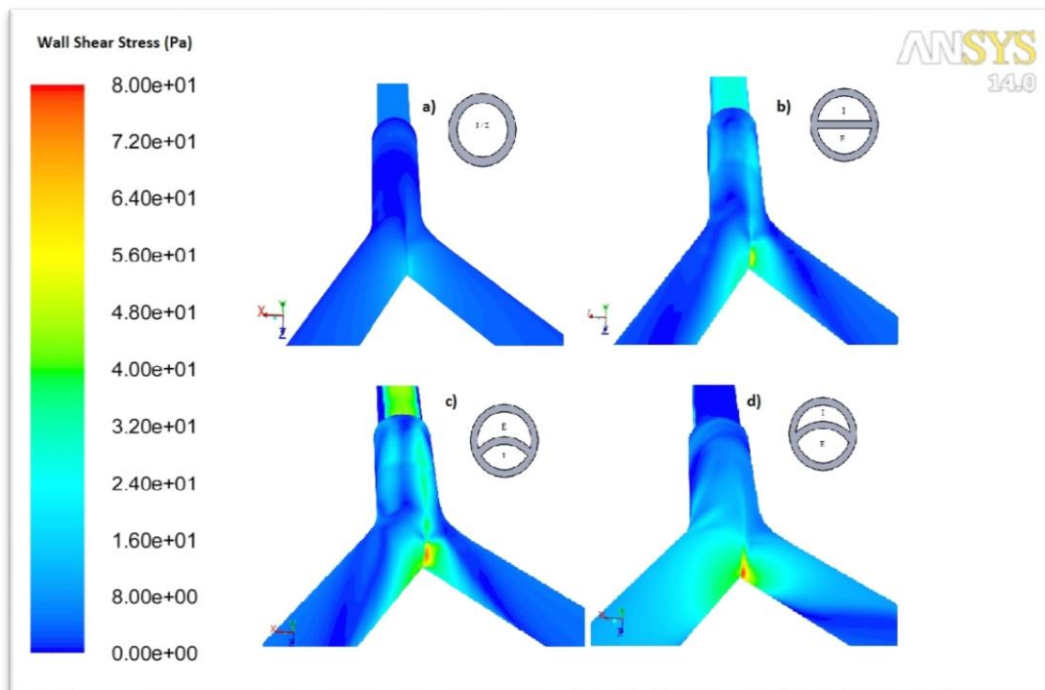 Wall Shear Stress (Pa)
ANSYS
14.0
8.00e+01
7.20e+01
6.40e+01
5.60e+01
4.80e+01
4.00e+01
3.20e+01
2.40e+01
1.60e+01
8.00e+00
0.00e+00
a)
I / E
X
Y
Z
b)
I
E
Z
c)
E
I
X
d)
I
E
X